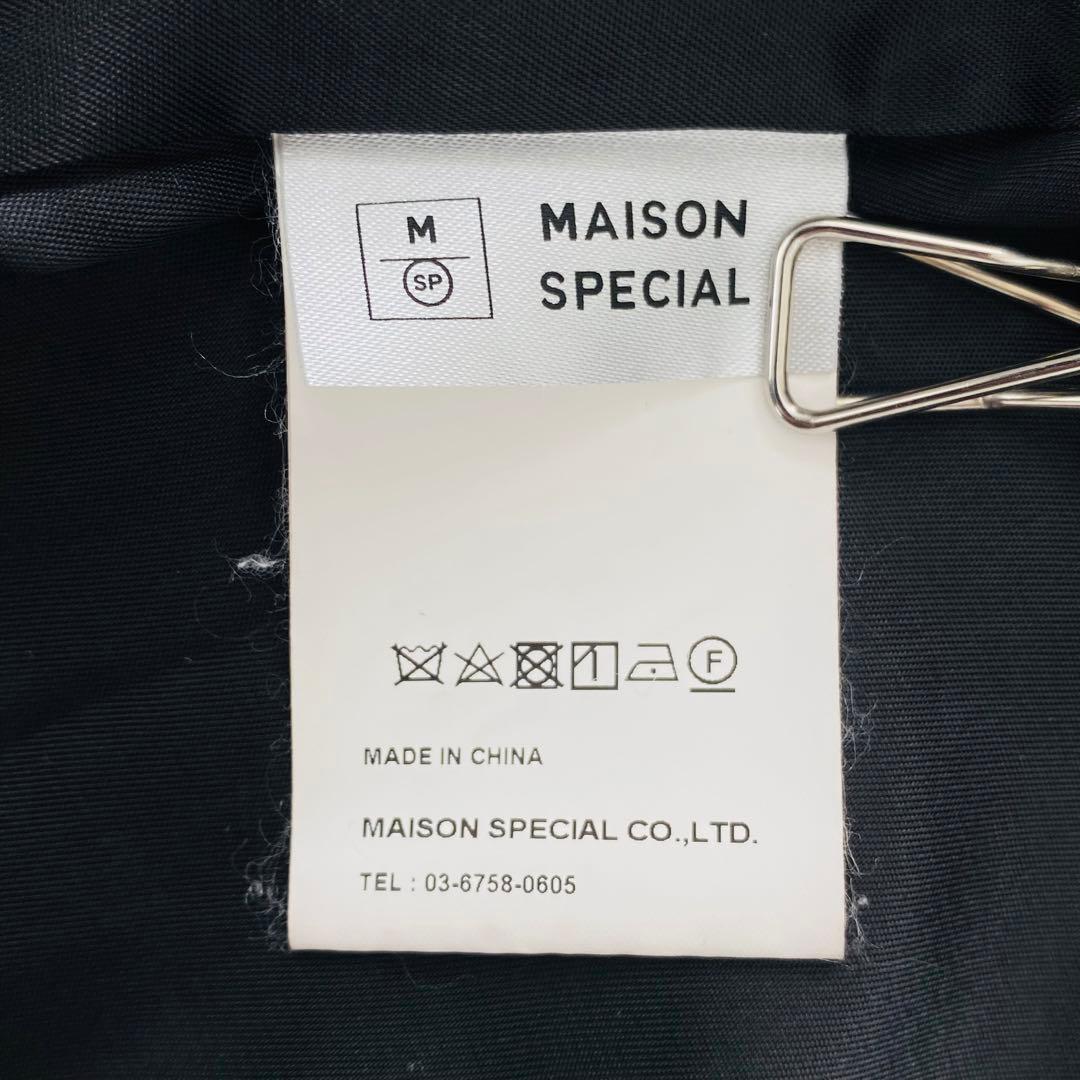 M
SP
MAISON
SPECIAL
F
MADE IN CHINA
MAISON SPECIAL CO.,LTD.
TEL : 03-6758-0605